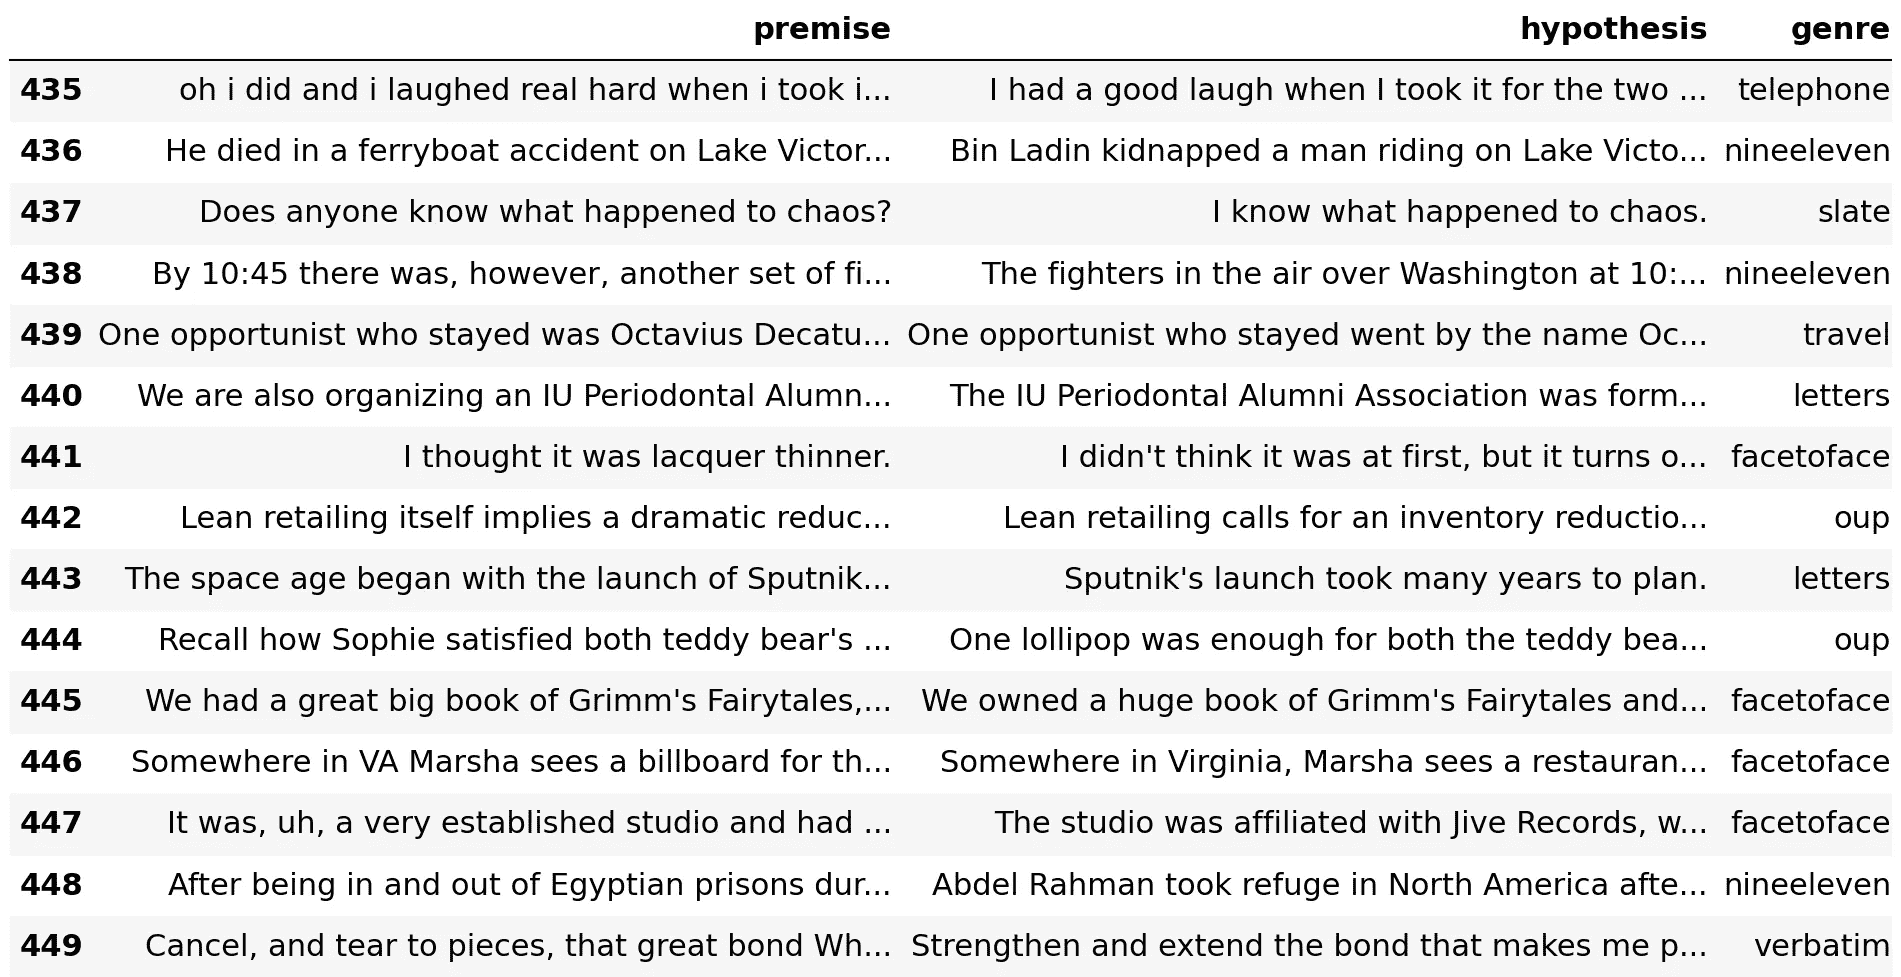 premise hypothesis genre
435 oh i did and i laughed real hard when i took i... I had a good laugh when I took it for the two ... telephone
436 He died in a ferryboat accident on Lake Victor... Bin Ladin kidnapped a man riding on Lake Victo... nineeleven
437 Does anyone know what happened to chaos? I know what happened to chaos. slate
438 By 10:45 there was, however, another set of fi... The fighters in the air over Washington at 10:... nineeleven
439 One opportunist who stayed was Octavius Decatu... One opportunist who stayed went by the name Oc... travel
440 We are also organizing an IU Periodontal Alumn... The IU Periodontal Alumni Association was form... letters
441 I thought it was lacquer thinner. I didn't think it was at first, but it turns o... facetoface
442 Lean retailing itself implies a dramatic reduc... Lean retailing calls for an inventory reductio... oup
443 The space age began with the launch of Sputnik... Sputnik's launch took many years to plan. letters
444 Recall how Sophie satisfied both teddy bear's ... One lollipop was enough for both the teddy bea... oup
445 We had a great big book of Grimm's Fairytales,... We owned a huge book of Grimm's Fairytales and... facetoface
446 Somewhere in VA Marsha sees a billboard for th... Somewhere in Virginia, Marsha sees a restauran... facetoface
447 It was, uh, a very established studio and had ... The studio was affiliated with Jive Records, w... facetoface
448 After being in and out of Egyptian prisons dur... Abdel Rahman took refuge in North America afte... nineeleven
449 Cancel, and tear to pieces, that great bond Wh... Strengthen and extend the bond that makes me p... verbatim